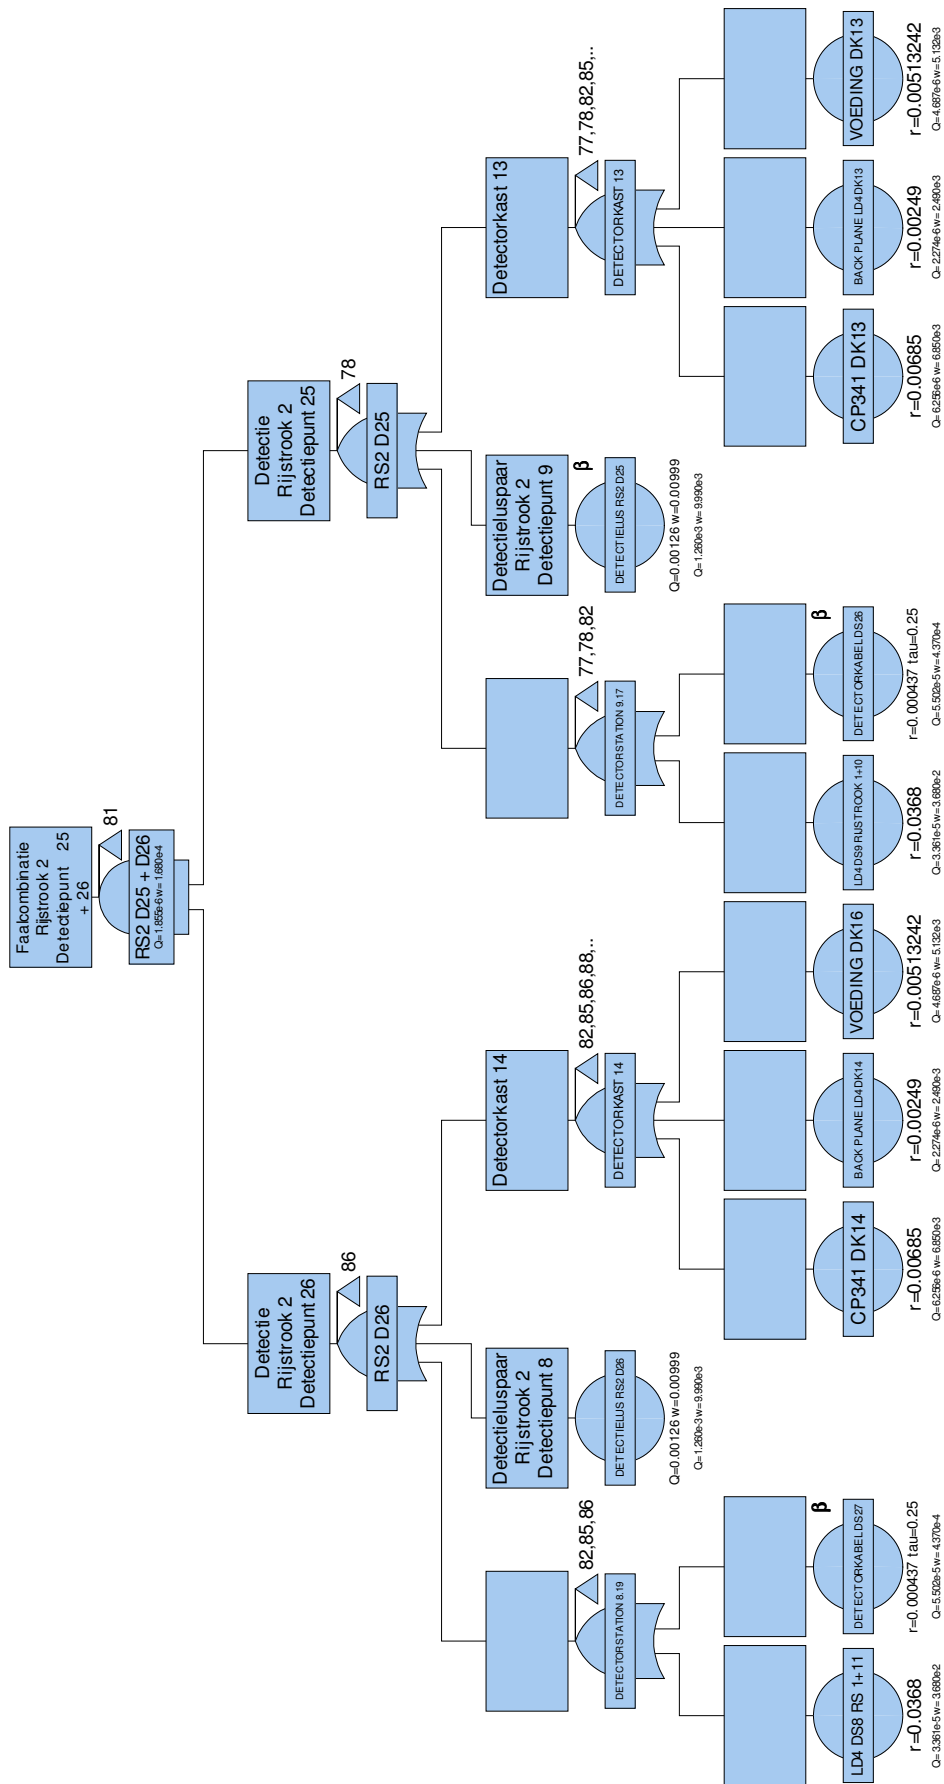 Faalcombinatie
Rijstrook 2
Detectiepunt 25
+ 26
81
RS2 D25 + D26
Q=1.855e-6 w=1.680e-4
Detectie
Rijstrook 2
Detectiepunt 26
86
RS2 D26
Detectie
Rijstrook 2
Detectiepunt 25
78
RS2 D25
82,85,86
DETECTORSTATION 8.19
Detectieluspaar
Rijstrook 2
Detectiepunt 8
DETECTIELUS RS2 D26
Q=0.00126 w=0.00999
Q=1.260e-3 w=9.990e-3
Detectorkast 14
82,85,86,88,..
DETECTORKAST 14
77,78,82
DETECTORSTATION 9.17
Detectieluspaar
Rijstrook 2
Detectiepunt 9
β
DETECTIELUS RS2 D25
Q=0.00126 w=0.00999
Q=1.260e-3 w=9.990e-3
Detectorkast 13
77,78,82,85,..
DETECTORKAST 13
LD4 DS8 RS 1+11
r=0.0368
Q=3.361e-5 w=3.680e-2
β
DETECTORKABEL DS27
r=0.000437 tau=0.25
Q=5.502e-5 w=4.370e-4
CP341 DK14
r=0.00685
Q=6.256e-6 w=6.850e-3
BACK PLANE LD4 DK14
r=0.00249
Q=2.274e-6 w=2.490e-3
VOEDING DK16
r=0.00513242
Q=4.687e-6 w=5.132e-3
LD4 DS9 RIJSTROOK 1+10
r=0.0368
Q=3.361e-5 w=3.680e-2
β
DETECTORKABEL DS26
r=0.000437 tau=0.25
Q=5.502e-5 w=4.370e-4
CP341 DK13
r=0.00685
Q=6.256e-6 w=6.850e-3
BACK PLANE LD4 DK13
r=0.00249
Q=2.274e-6 w=2.490e-3
VOEDING DK13
r=0.00513242
Q=4.687e-6 w=5.132e-3